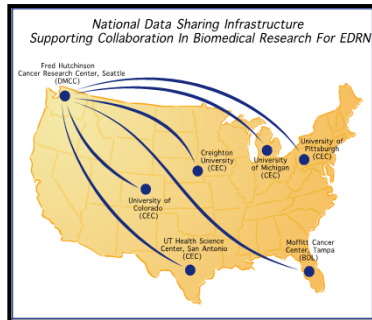 National Data Sharing Infrastructure
Supporting Collaboration In Biomedical Research For EDRN
Fred Hutchinson
Cancer Research Center, Seattle
(DMCC)
University of
Pittsburgh
(CEC)
Creighton
University
(CEC)
University
of Michigan
(CEC)
University of
Colorado
(CEC)
UT Health Science
Center, San Antonio
(CEC)
Moffitt Cancer
Center, Tampa
(BDL)